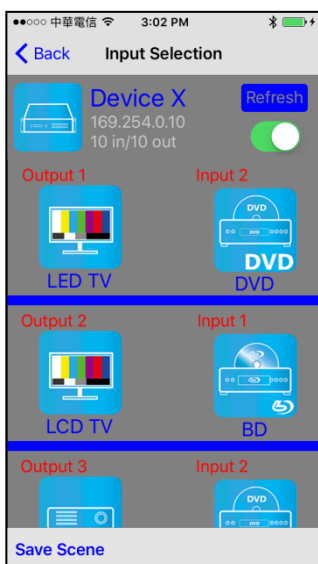 中華電信 3:02 PM
Back Input Selection
Device X Refresh
169.254.0.10
10 in/10 out
Output 1 Input 2
DVD
DVD
LED TV DVD
Output 2 Input 1
LCD TV BD
Output 3 Input 2
DVD
Save Scene